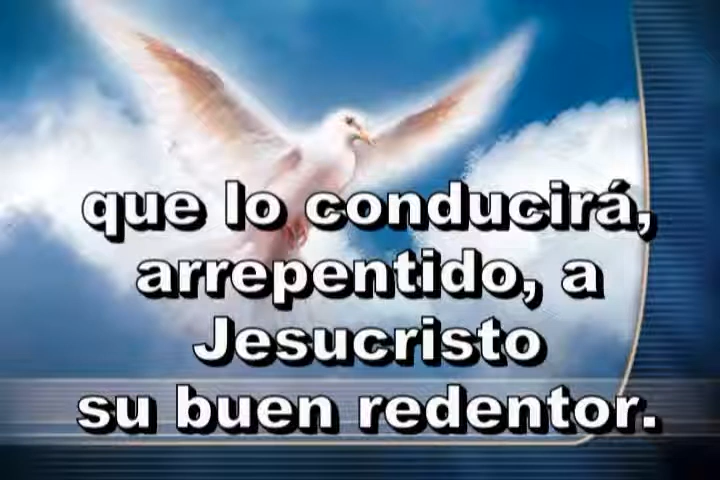 que lo conducirá,
arrepentido, a
Jesucristo
su buen redentor.